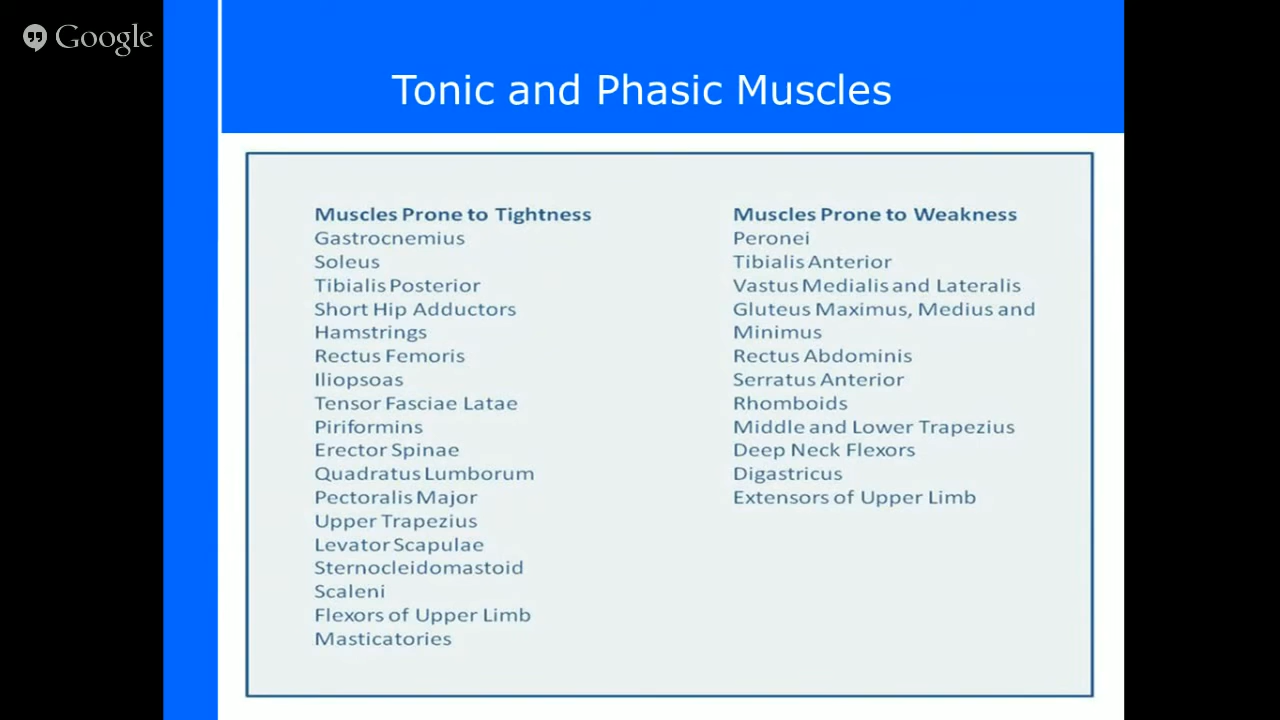 Google
Tonic and Phasic Muscles
Muscles Prone to Tightness
Gastrocnemius
Soleus
Tibialis Posterior
Short Hip Adductors
Hamstrings
Rectus Femoris
Iliopsoas
Tensor Fasciae Latae
Piriformins
Erector Spinae
Quadratus Lumborum
Pectoralis Major
Upper Trapezius
Levator Scapulae
Sternocleidomastoid
Scaleni
Flexors of Upper Limb
Masticatories
Muscles Prone to Weakness
Peronei
Tibialis Anterior
Vastus Medialis and Lateralis
Gluteus Maximus, Medius and
Minimus
Rectus Abdominis
Serratus Anterior
Rhomboids
Middle and Lower Trapezius
Deep Neck Flexors
Digastricus
Extensors of Upper Limb